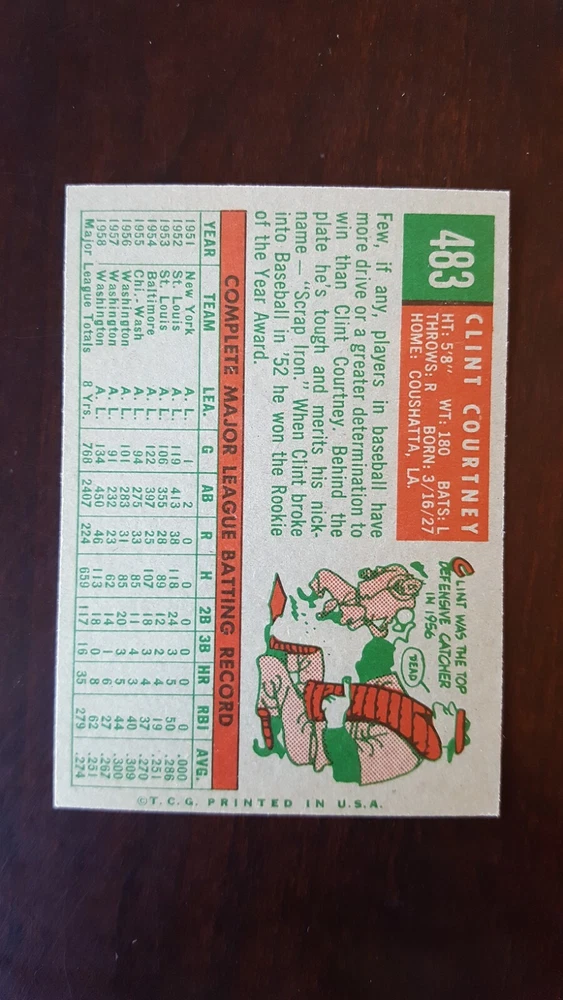 483
CLINT COURTNEY
HT: 5'8" WT: 180 BATS: L
THROWS: R BORN: 3/16/27
HOME: COUSHATTA, LA.
Few, if any, players in baseball have
more drive or a greater determination to
win than Clint Courtney. Behind the
plate he's tough and merits his nick-
name — "Scrap Iron." When Clint broke
into Baseball in '52 he won the Rookie
of the Year Award.
CLINT WAS THE TOP
DEFENSIVE CATCHER
IN 1956
DEAD
COMPLETE MAJOR LEAGUE BATTING RECORD
YEAR TEAM LEA. G AB R H 2B 3B HR RBI AVG.
1951 New York A. L. 1 2 0 0 0 0 0 0 .000
1952 St. Louis A. L. 119 413 38 118 24 3 5 50 .286
1953 St. Louis A. L. 106 355 28 89 12 2 4 19 .251
1954 Baltimore A. L. 122 397 25 107 18 3 4 37 .270
1955 Chi.-Wash A. L. 94 275 33 85 11 4 3 40 .309
1956 Washington A. L. 101 283 31 85 20 3 5 44 .300
1957 Washington A. L. 91 232 23 62 14 1 6 27 .267
1958 Washington A. L. 134 450 46 113 18 0 8 62 .251
Major League Totals 8 Yrs. 768 2407 224 659 117 16 35 279 .274
©T.C.G. PRINTED IN U.S.A.